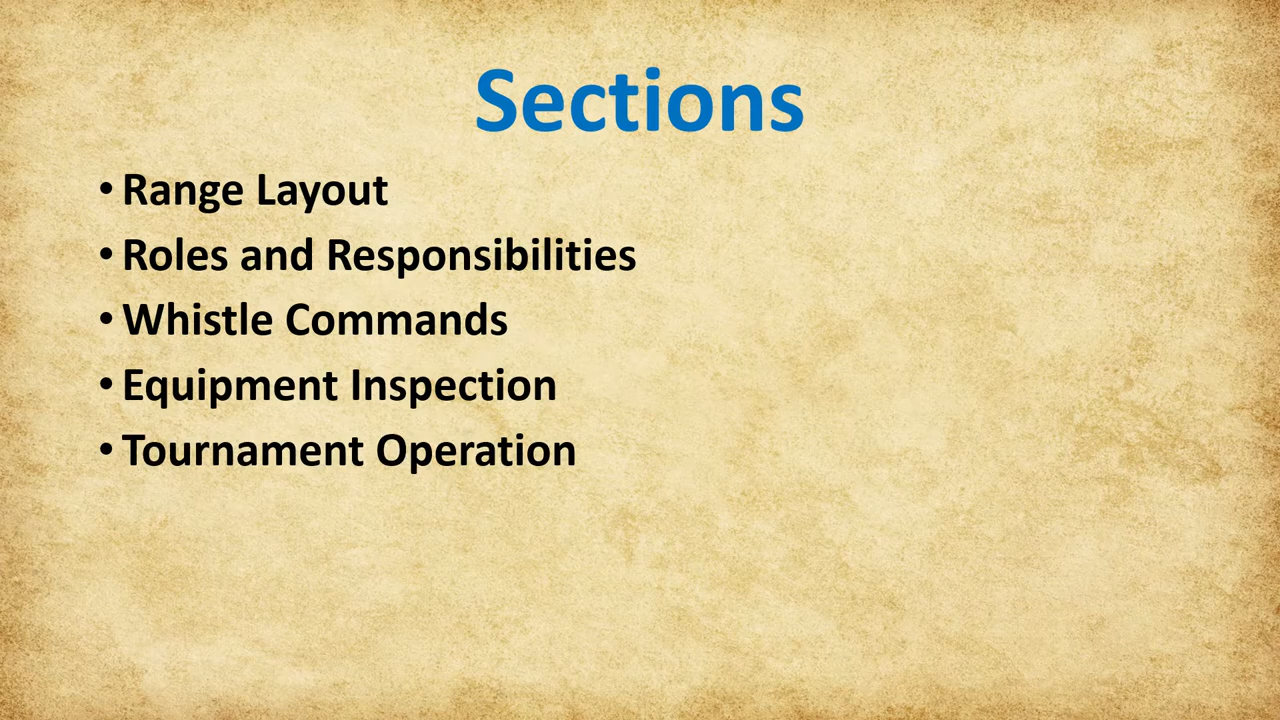 Sections
• Range Layout
• Roles and Responsibilities
• Whistle Commands
• Equipment Inspection
• Tournament Operation